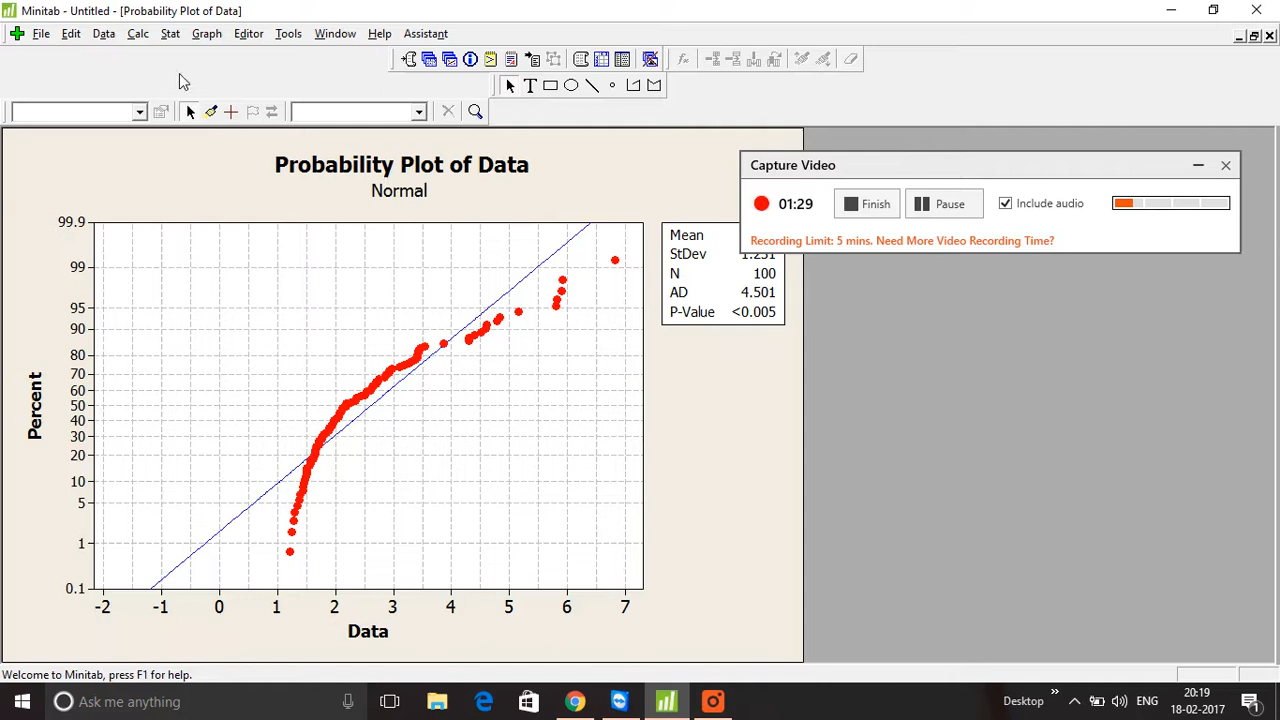 Minitab - Untitled - [Probability Plot of Data]
File Edit Data Calc Stat Graph Editor Tools Window Help Assistant
Probability Plot of Data
Normal
Capture Video
01:29 Finish Pause Include audio
Recording Limit: 5 mins. Need More Video Recording Time?
Mean
StDev
N 100
AD 4.501
P-Value <0.005
99.9
99
95
90
80
70
60
50
40
30
20
10
5
1
0.1
Percent
-2 -1 0 1 2 3 4 5 6 7
Data
Welcome to Minitab, press F1 for help.
Ask me anything
Desktop
ENG
20:19
18-02-2017
1